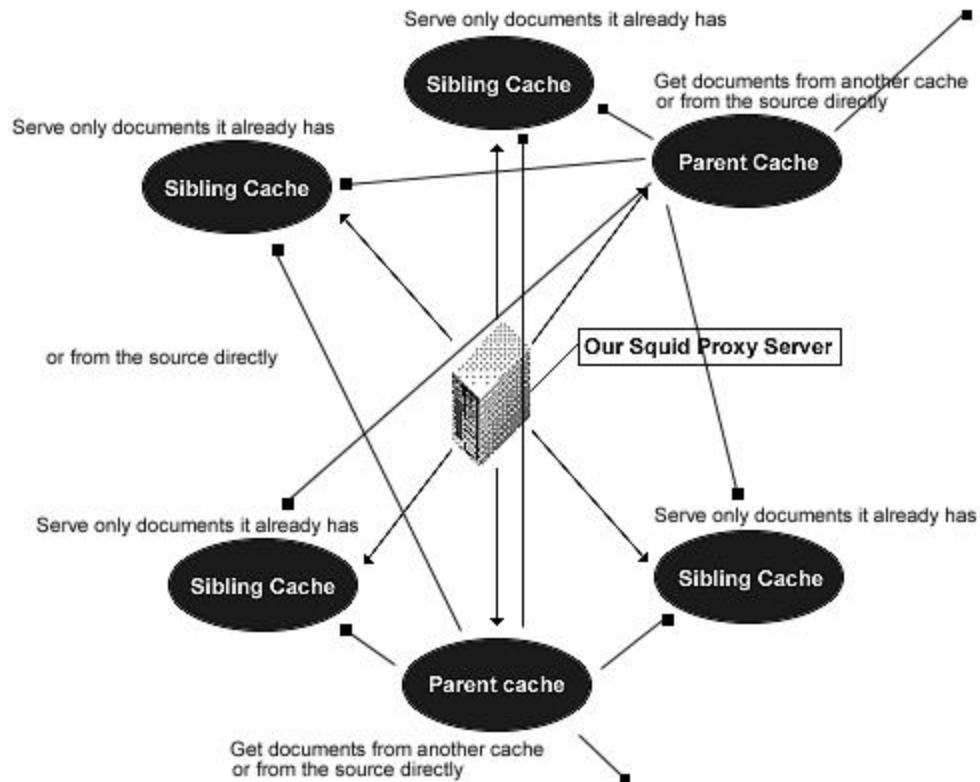 Serve only documents it already has
Sibling Cache
Get documents from another cache
or from the source directly
Serve only documents it already has
Parent Cache
Sibling Cache
Our Squid Proxy Server
or from the source directly
Serve only documents it already has
Serve only documents it already has
Sibling Cache
Sibling Cache
Parent cache
Get documents from another cache
or from the source directly